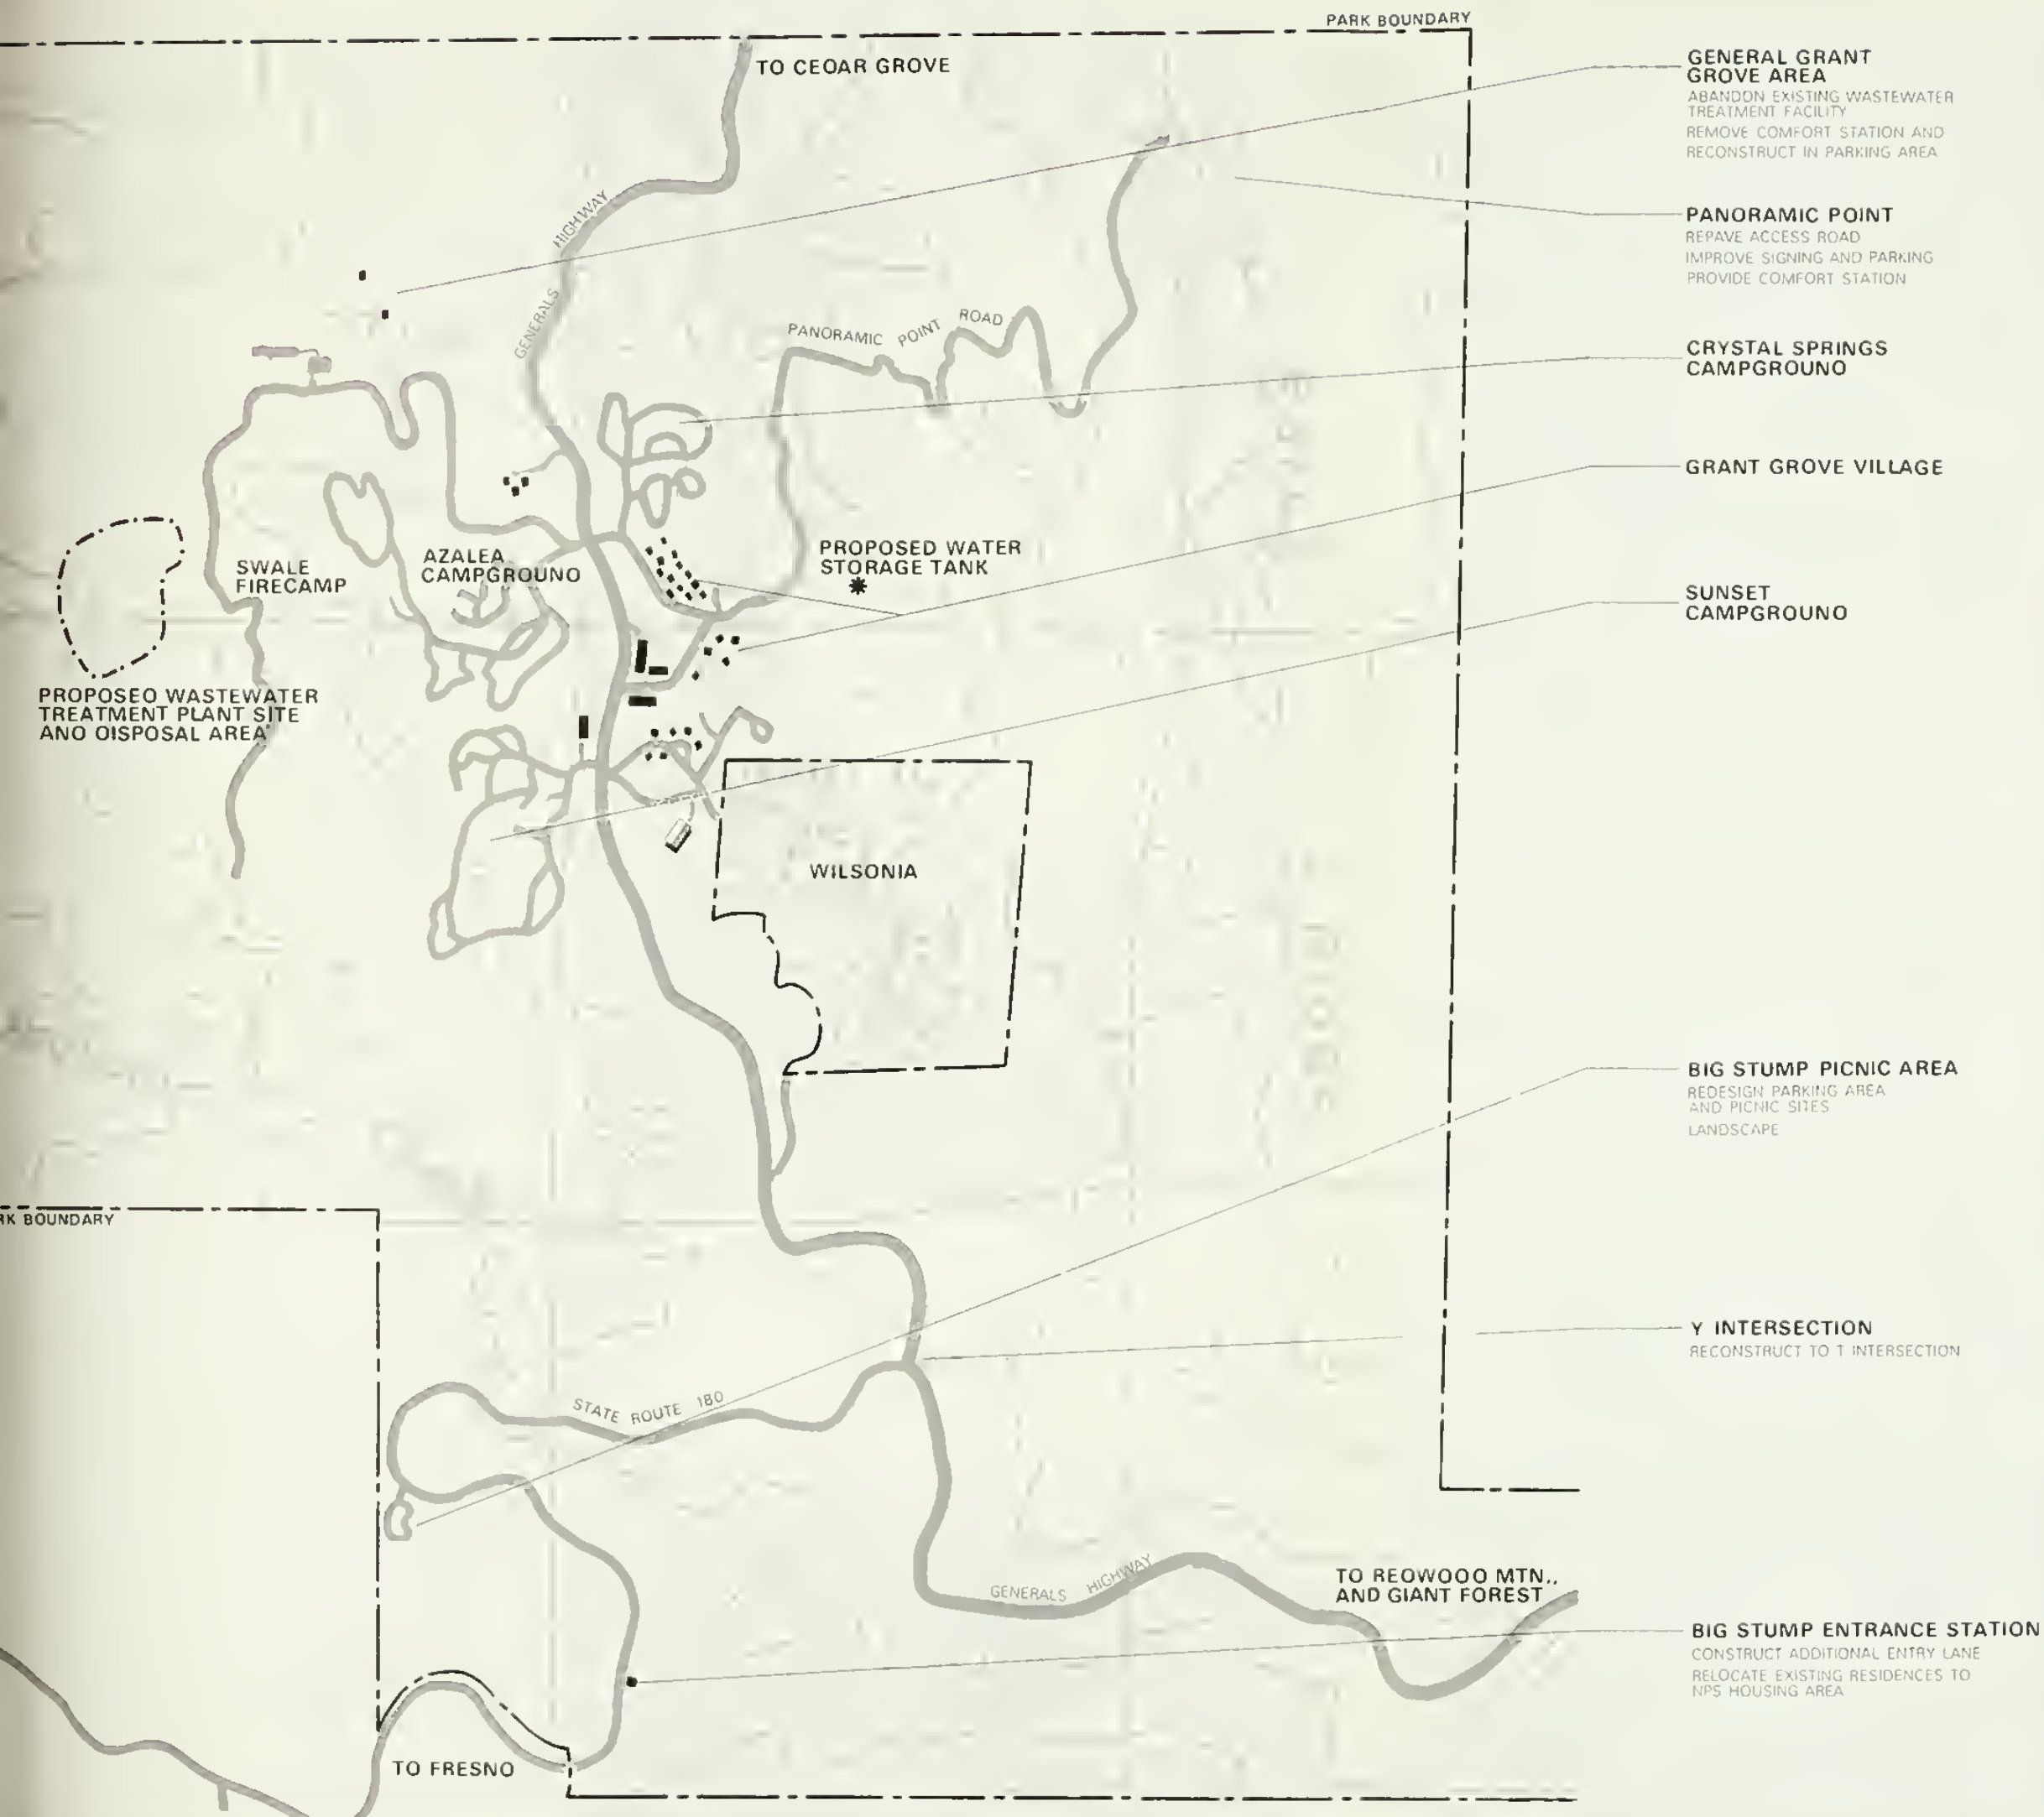 PARK BOUNDARY
TO CEOAR GROVE
GENERALS HIGHWAY
PANORAMIC POINT ROAD
SWALE
FIRECAMP
AZALEA
CAMPGROUNO
PROPOSED WATER
STORAGE TANK
PROPOSEO WASTEWATER
TREATMENT PLANT SITE
ANO OISPOSAL AREA
WILSONIA
RK BOUNDARY
STATE ROUTE 180
GENERALS HIGHWAY
TO REOWOOO MTN.,
AND GIANT FOREST
TO FRESNO
GENERAL GRANT
GROVE AREA
ABANDON EXISTING WASTEWATER
TREATMENT FACILITY
REMOVE COMFORT STATION AND
RECONSTRUCT IN PARKING AREA
PANORAMIC POINT
REPAVE ACCESS ROAD
IMPROVE SIGNING AND PARKING
PROVIDE COMFORT STATION
CRYSTAL SPRINGS
CAMPGROUNO
GRANT GROVE VILLAGE
SUNSET
CAMPGROUND
BIG STUMP PICNIC AREA
REDESIGN PARKING AREA
AND PICNIC SITES
LANDSCAPE
Y INTERSECTION
RECONSTRUCT TO T INTERSECTION
BIG STUMP ENTRANCE STATION
CONSTRUCT ADDITIONAL ENTRY LANE
RELOCATE EXISTING RESIDENCES TO
NPS HOUSING AREA